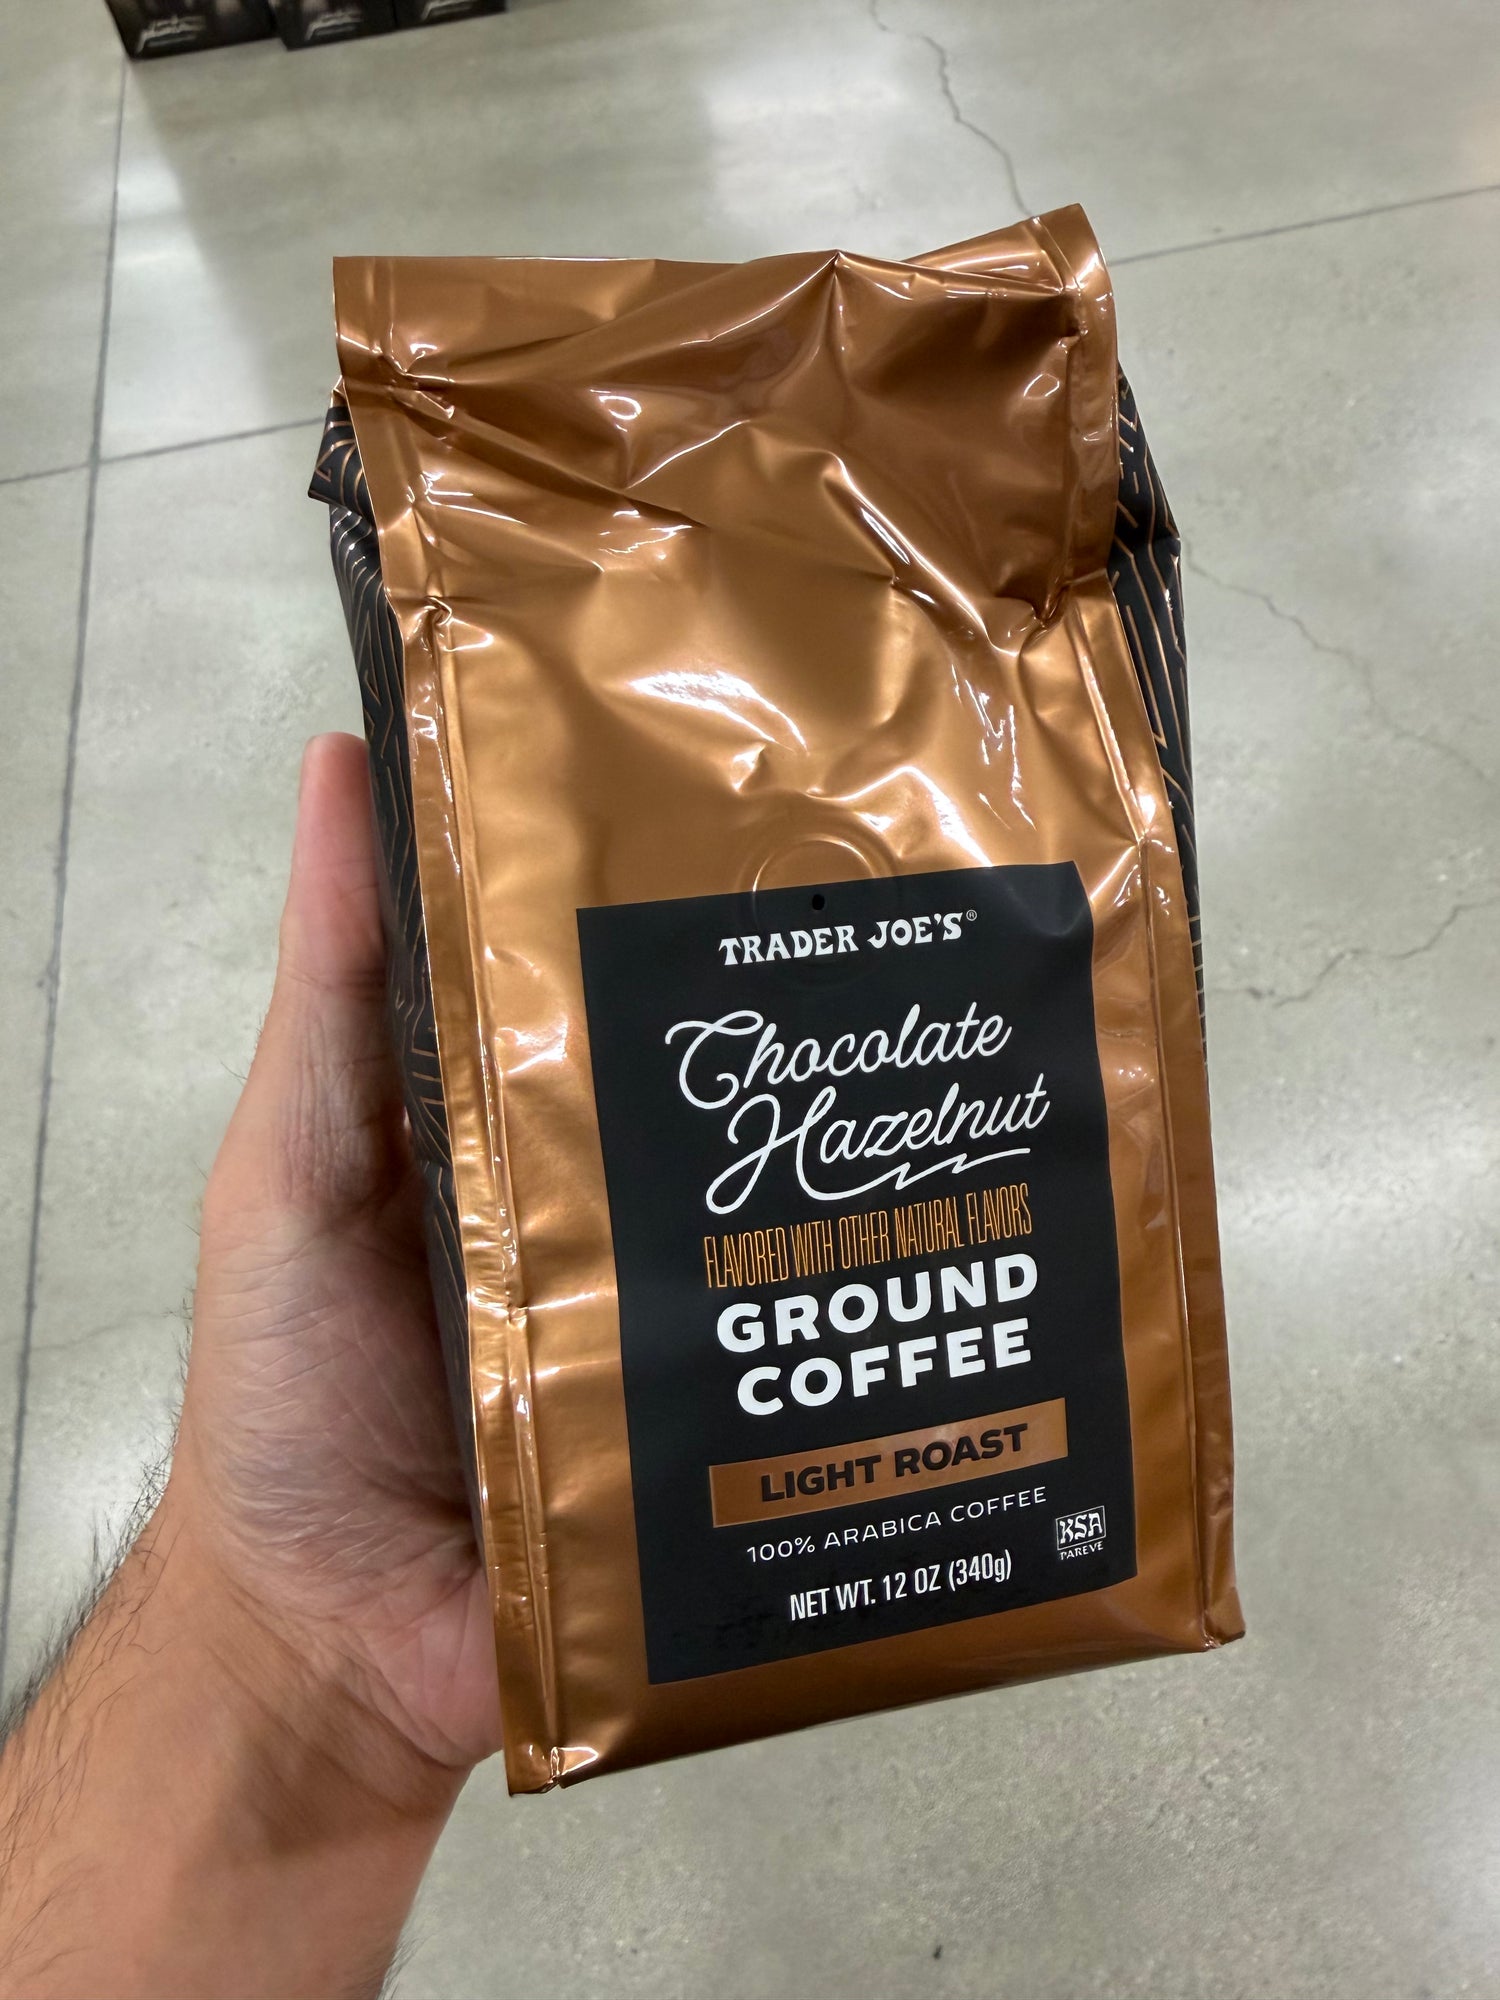 TRADER JOE'S®
Chocolate
Hazelnut
FLAVORED WITH OTHER NATURAL FLAVORS
GROUND
COFFEE
LIGHT ROAST
100% ARABICA COFFEE
KSA
PAREVE
NET WT. 12 OZ (340g)